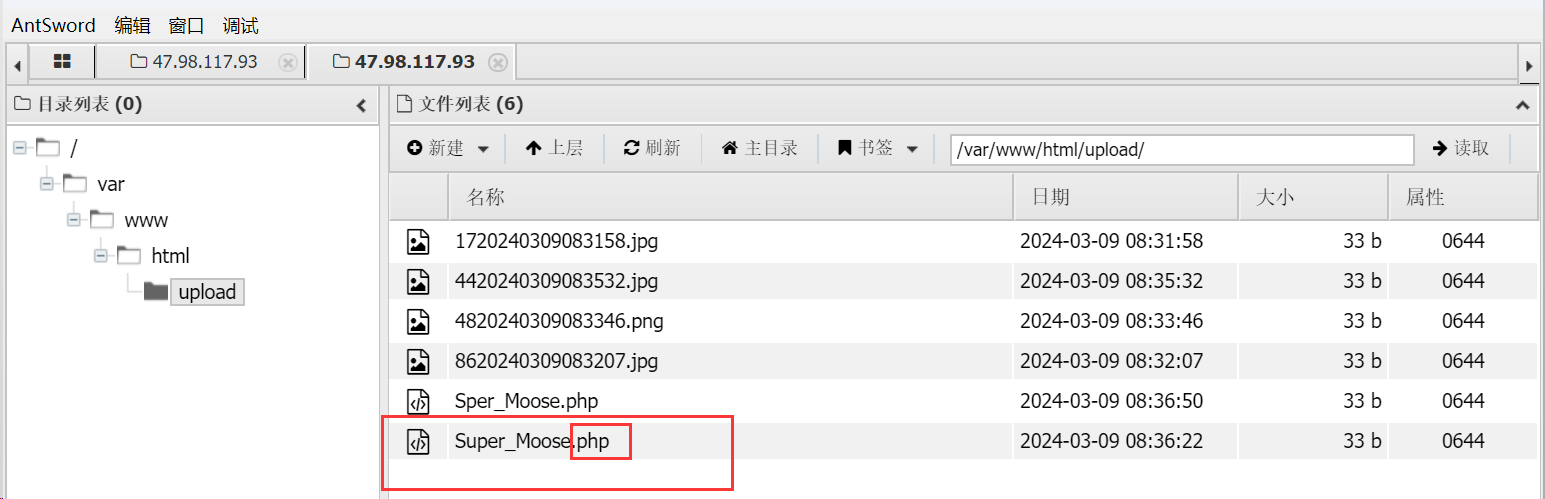 AntSword 编辑 窗口 调试
47.98.117.93 47.98.117.93
目录列表 (0)
/
var
www
html
upload
文件列表 (6)
新建 上层 刷新 主目录 书签 /var/www/html/upload/ 读取
名称 日期 大小 属性
1720240309083158.jpg 2024-03-09 08:31:58 33 b 0644
4420240309083532.jpg 2024-03-09 08:35:32 33 b 0644
4820240309083346.png 2024-03-09 08:33:46 33 b 0644
8620240309083207.jpg 2024-03-09 08:32:07 33 b 0644
Sper_Moose.php 2024-03-09 08:36:50 33 b 0644
Super_Moose.php 2024-03-09 08:36:22 33 b 0644